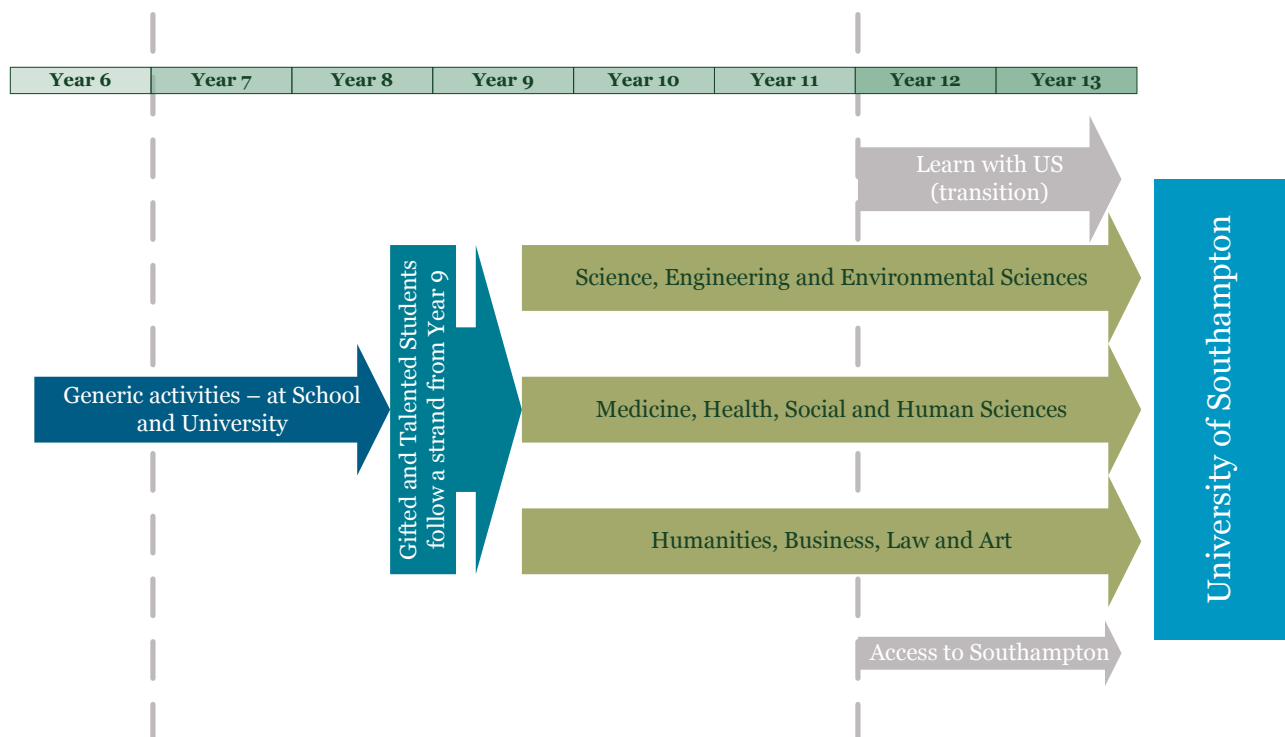 Year 6 Year 7 Year 8 Year 9 Year 10 Year 11 Year 12 Year 13
Learn with US
(transition)
Science, Engineering and Environmental Sciences
Generic activities – at School
and University
Gifted and Talented Students
follow a strand from Year 9
Medicine, Health, Social and Human Sciences
Humanities, Business, Law and Art
Access to Southampton
University of Southampton